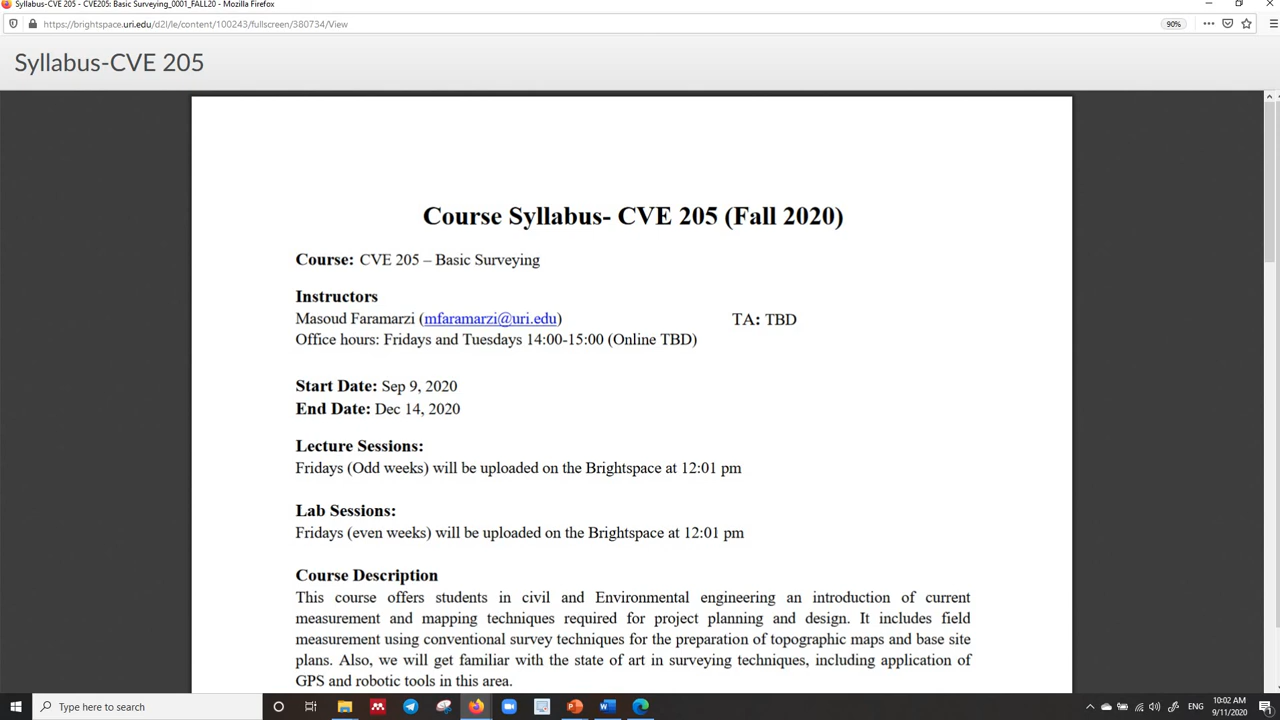 Syllabus-CVE 205 - CVE205: Basic Surveying_0001_FALL20 - Mozilla Firefox
https://brightspace.uri.edu/d2l/le/content/100243/fullscreen/380734/View
90%
Syllabus-CVE 205
Course Syllabus- CVE 205 (Fall 2020)
Course: CVE 205 – Basic Surveying
Instructors
Masoud Faramarzi (mfaramarzi@uri.edu) TA: TBD
Office hours: Fridays and Tuesdays 14:00-15:00 (Online TBD)
Start Date: Sep 9, 2020
End Date: Dec 14, 2020
Lecture Sessions:
Fridays (Odd weeks) will be uploaded on the Brightspace at 12:01 pm
Lab Sessions:
Fridays (even weeks) will be uploaded on the Brightspace at 12:01 pm
Course Description
This course offers students in civil and Environmental engineering an introduction of current
measurement and mapping techniques required for project planning and design. It includes field
measurement using conventional survey techniques for the preparation of topographic maps and base site
plans. Also, we will get familiar with the state of art in surveying techniques, including application of
GPS and robotic tools in this area.
Type here to search
ENG
10:02 AM
9/11/2020